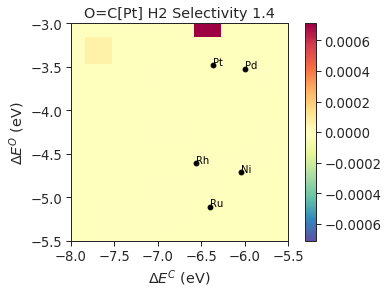 O=C[Pt] H2 Selectivity 1.4
−3.0
−3.5
−4.0
−4.5
−5.0
−5.5
ΔE^O (eV)
Pt
Pd
Rh
Ni
Ru
−8.0 −7.5 −7.0 −6.5 −6.0 −5.5
ΔE^C (eV)
0.0006
0.0004
0.0002
0.0000
−0.0002
−0.0004
−0.0006